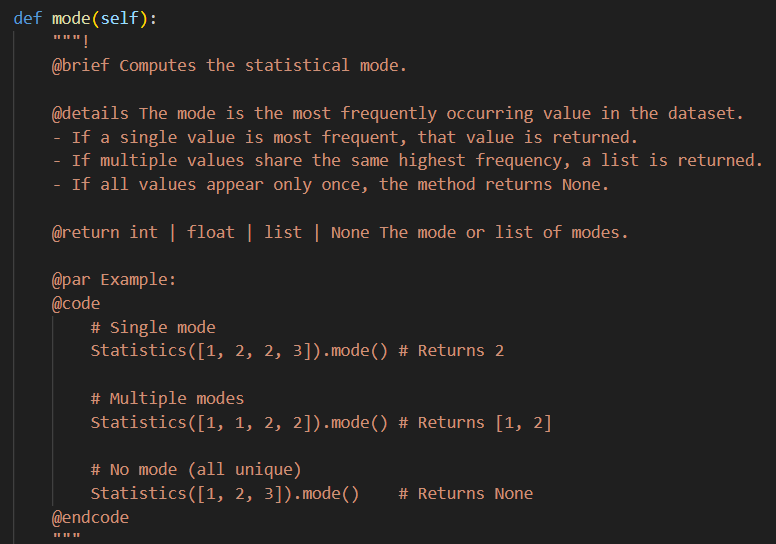 def mode(self):
    """!
    @brief Computes the statistical mode.

    @details The mode is the most frequently occurring value in the dataset.
    - If a single value is most frequent, that value is returned.
    - If multiple values share the same highest frequency, a list is returned.
    - If all values appear only once, the method returns None.

    @return int | float | list | None The mode or list of modes.

    @par Example:
    @code
        # Single mode
        Statistics([1, 2, 2, 3]).mode() # Returns 2

        # Multiple modes
        Statistics([1, 1, 2, 2]).mode() # Returns [1, 2]

        # No mode (all unique)
        Statistics([1, 2, 3]).mode()    # Returns None
    @endcode
    """